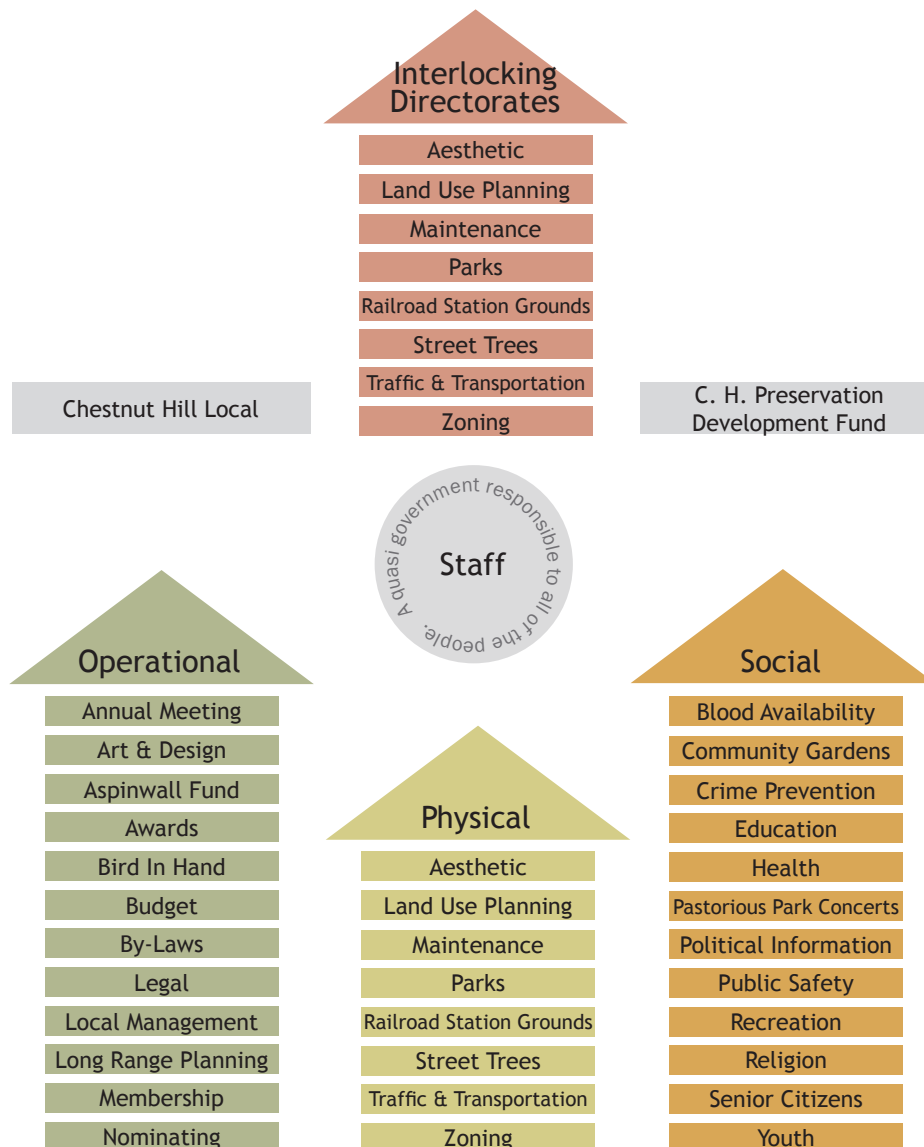 Interlocking
Directorates
Aesthetic
Land Use Planning
Maintenance
Parks
Railroad Station Grounds
Street Trees
Traffic & Transportation
Zoning
Chestnut Hill Local
C. H. Preservation
Development Fund
A quasi government responsible to all of the people.
Staff
Operational
Annual Meeting
Art & Design
Aspinwall Fund
Awards
Bird In Hand
Budget
By-Laws
Legal
Local Management
Long Range Planning
Membership
Nominating
Physical
Aesthetic
Land Use Planning
Maintenance
Parks
Railroad Station Grounds
Street Trees
Traffic & Transportation
Zoning
Social
Blood Availability
Community Gardens
Crime Prevention
Education
Health
Pastorious Park Concerts
Political Information
Public Safety
Recreation
Religion
Senior Citizens
Youth